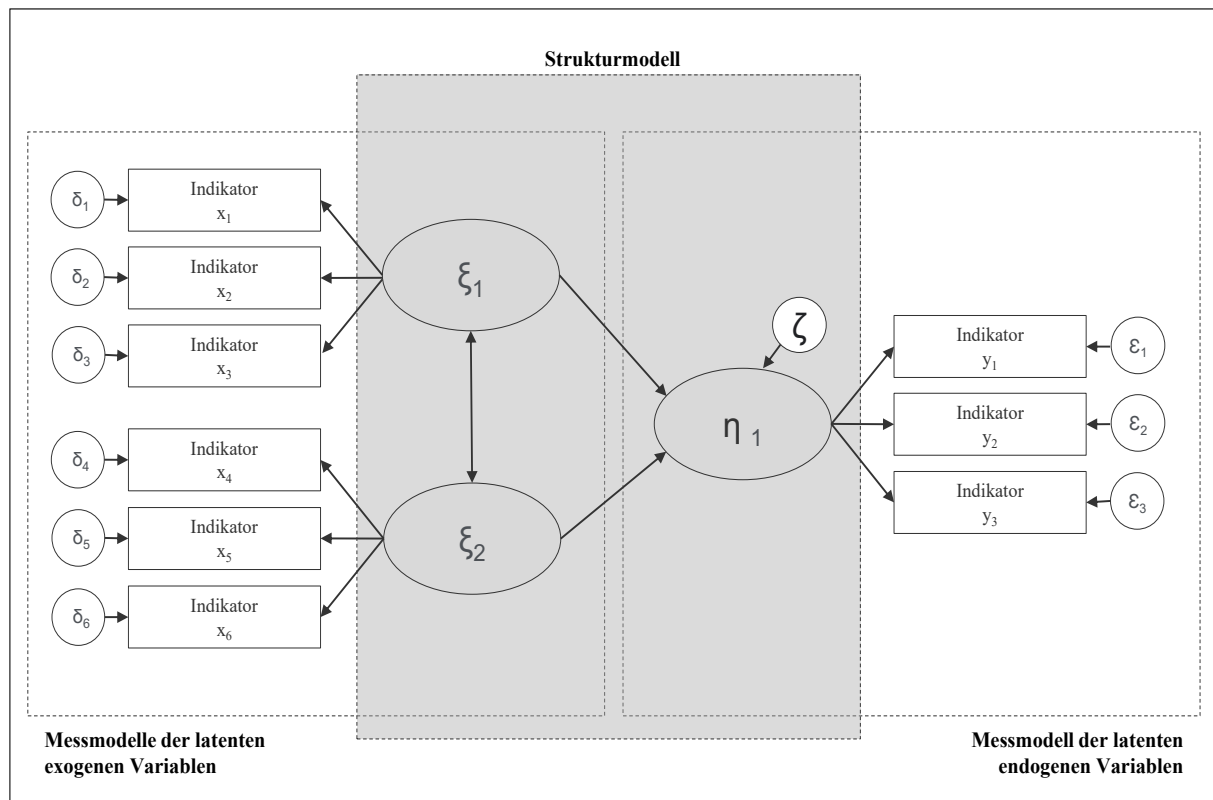 Strukturmodell
δ1
Indikator
x1
δ2
Indikator
x2
δ3
Indikator
x3
δ4
Indikator
x4
δ5
Indikator
x5
δ6
Indikator
x6
ξ1
ξ2
ζ
η 1
Indikator
y1
ε1
Indikator
y2
ε2
Indikator
y3
ε3
Messmodelle der latenten
exogenen Variablen
Messmodell der latenten
endogenen Variablen